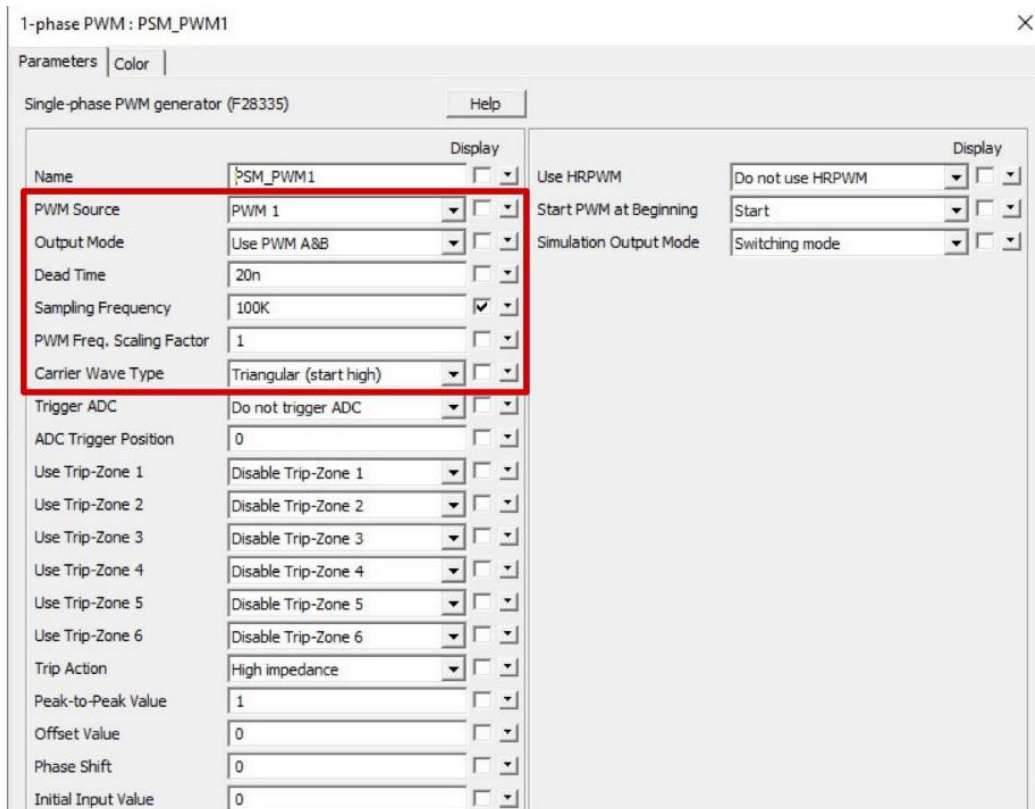 1-phase PWM : PSM_PWM1
Parameters Color
Single-phase PWM generator (F28335) Help
Display
Name PSM_PWM1
PWM Source PWM 1
Output Mode Use PWM A&B
Dead Time 20n
Sampling Frequency 100K
PWM Freq. Scaling Factor 1
Carrier Wave Type Triangular (start high)
Trigger ADC Do not trigger ADC
ADC Trigger Position 0
Use Trip-Zone 1 Disable Trip-Zone 1
Use Trip-Zone 2 Disable Trip-Zone 2
Use Trip-Zone 3 Disable Trip-Zone 3
Use Trip-Zone 4 Disable Trip-Zone 4
Use Trip-Zone 5 Disable Trip-Zone 5
Use Trip-Zone 6 Disable Trip-Zone 6
Trip Action High impedance
Peak-to-Peak Value 1
Offset Value 0
Phase Shift 0
Initial Input Value 0
Display
Use HRPWM Do not use HRPWM
Start PWM at Beginning Start
Simulation Output Mode Switching mode